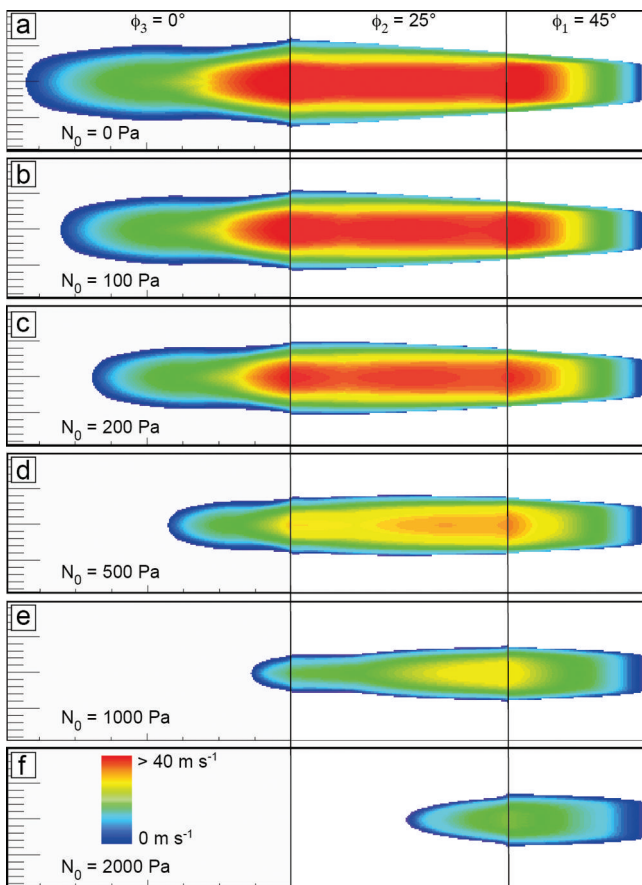 a
ϕ₃ = 0°
ϕ₂ = 25°
ϕ₁ = 45°
N₀ = 0 Pa
b
N₀ = 100 Pa
c
N₀ = 200 Pa
d
N₀ = 500 Pa
e
N₀ = 1000 Pa
f
> 40 m s⁻¹
0 m s⁻¹
N₀ = 2000 Pa